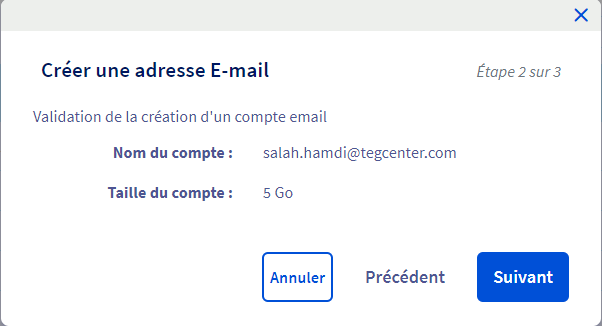 Créer une adresse E-mail
Étape 2 sur 3
Validation de la création d'un compte email
Nom du compte : salah.hamdi@tegcenter.com
Taille du compte : 5 Go
Annuler Précédent Suivant